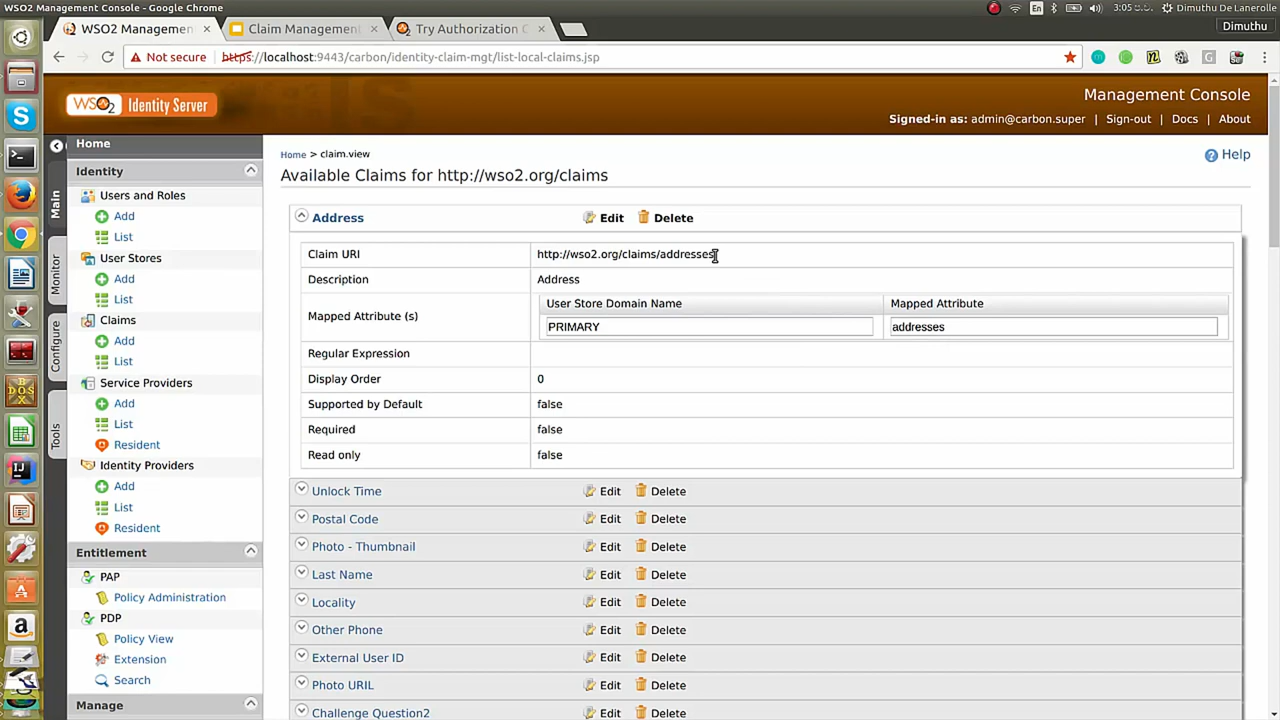 WSO2 Management Console - Google Chrome
En
3:05
Dimuthu De Lanerolle
WSO2 Managemen
Claim Management
Try Authorization C
Dimuthu
Not secure
https://localhost:9443/carbon/identity-claim-mgt/list-local-claims.jsp
WSO2 Identity Server
Management Console
Signed-in as: admin@carbon.super | Sign-out | Docs | About
Home
Identity
Users and Roles
Add
List
User Stores
Add
List
Claims
Add
List
Service Providers
Add
List
Resident
Identity Providers
Add
List
Resident
Entitlement
PAP
Policy Administration
PDP
Policy View
Extension
Search
Manage
Main
Monitor
Configure
Tools
Home > claim.view
Help
Available Claims for http://wso2.org/claims
Address Edit Delete
Claim URI http://wso2.org/claims/addresses
Description Address
Mapped Attribute (s)
User Store Domain Name Mapped Attribute
PRIMARY addresses
Regular Expression
Display Order 0
Supported by Default false
Required false
Read only false
Unlock Time Edit Delete
Postal Code Edit Delete
Photo - Thumbnail Edit Delete
Last Name Edit Delete
Locality Edit Delete
Other Phone Edit Delete
External User ID Edit Delete
Photo URIL Edit Delete
Challenge Question2 Edit Delete